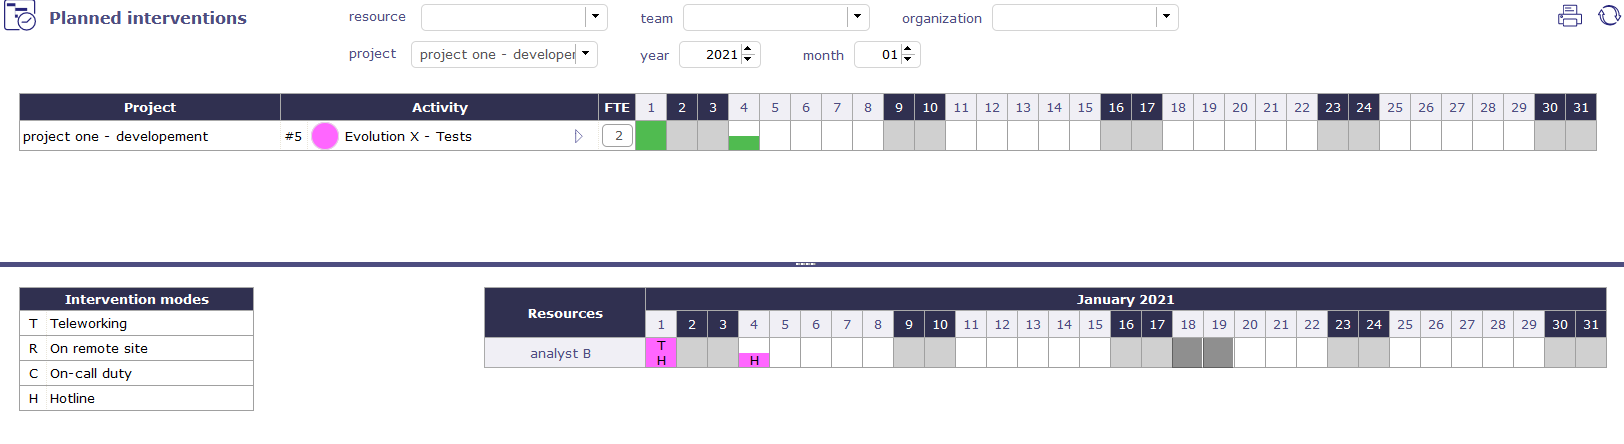 Planned interventions
resource
team
organization
project project one - developer
year 2021
month 01
Project Activity FTE 1 2 3 4 5 6 7 8 9 10 11 12 13 14 15 16 17 18 19 20 21 22 23 24 25 26 27 28 29 30 31
project one - developement #5 Evolution X - Tests 2
Intervention modes
T Teleworking
R On remote site
C On-call duty
H Hotline
Resources
January 2021
1 2 3 4 5 6 7 8 9 10 11 12 13 14 15 16 17 18 19 20 21 22 23 24 25 26 27 28 29 30 31
analyst B
T
H H